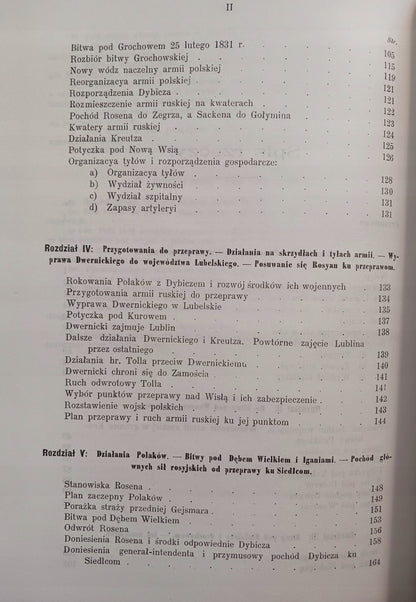 II
Str.
Bitwa pod Grochowem 25 lutego 1831 r. 105
Rozbiór bitwy Grochowskiej 115
Nowy wódz naczelny armii polskiej 119
Reorganizacya armii polskiej 121
Rozporządzenia Dybicza 121
Rozmieszczenie armii ruskiej na kwaterach 122
Pochód Rosena do Zegrza, a Sackena do Gołymina 123
Kwatery armii ruskiej 124
Działania Kreutza 125
Potyczka pod Nową Wsią 126
Organizacya tyłów i rozporządzenia gospodarcze:
a) Organizacya tyłów 128
b) Wydział żywności 130
c) Wydział szpitalny 131
d) Zapasy artyleryi 131
Rozdział IV: Przygotowania do przeprawy. — Działania na skrzydłach i tyłach armii. — Wy-
prawa Dwernickiego do województwa Lubelskiego. — Posuwanie się Rosyan ku przeprawom.
Rokowania Polaków z Dybiczem i rozwój środków ich wojennych 133
Przygotowania armii ruskiej do przeprawy 134
Wyprawa Dwernickiego w Lubelskie 135
Potyczka pod Kurowem 137
Dwernicki zajmuje Lublin 138
Dalsze działania Dwernickiego i Kreutza. Powtórne zajęcie Lublina
przez ostatniego 139
Działania hr. Tolla przeciw Dwernickiemu 140
Dwernicki chroni się do Zamościa 141
Ruch odwrotowy Tolla 141
Wybór punktów przeprawy nad Wisłą i ich zabezpieczenie 142
Rozstawienie wojsk polskich 143
Plan przeprawy i ruch armii ruskiej ku jej punktom 144
Rozdział V: Działania Polaków. — Bitwy pod Dębem Wielkiem i Iganiami. — Pochód głó-
wnych sił rosyjskich od przeprawy ku Siedlcom.
Stanowiska Rosena 148
Plan zaczepny Polaków 149
Porażka straży przedniej Gejsmara 151
Bitwa pod Dębem Wielkiem 153
Odwrót Rosena 156
Doniesienia Rosena i środki odpowiednie Dybicza 158
Doniesienia generał-intendenta i przymusowy pochód Dybicza ku
Siedlcom 164